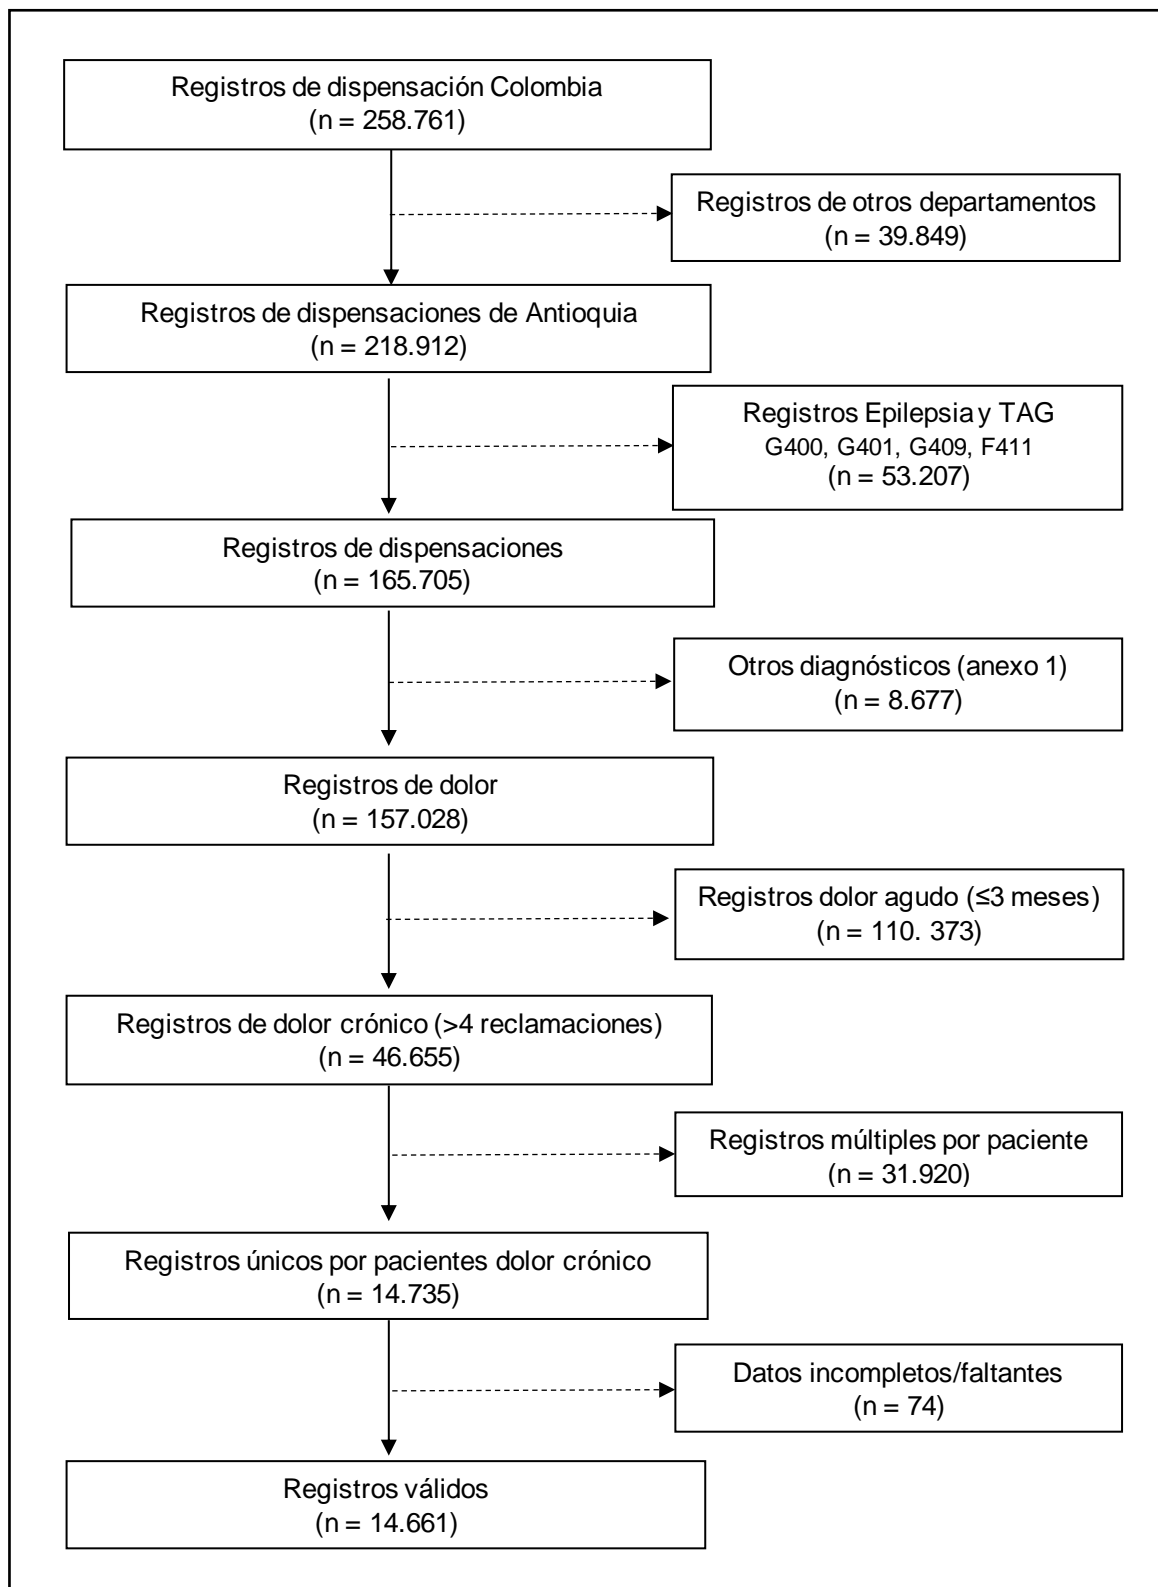 Registros de dispensación Colombia
(n = 258.761)
Registros de otros departamentos
(n = 39.849)
Registros de dispensaciones de Antioquia
(n = 218.912)
Registros Epilepsia y TAG
G400, G401, G409, F411
(n = 53.207)
Registros de dispensaciones
(n = 165.705)
Otros diagnósticos (anexo 1)
(n = 8.677)
Registros de dolor
(n = 157.028)
Registros dolor agudo (≤3 meses)
(n = 110. 373)
Registros de dolor crónico (>4 reclamaciones)
(n = 46.655)
Registros múltiples por paciente
(n = 31.920)
Registros únicos por pacientes dolor crónico
(n = 14.735)
Datos incompletos/faltantes
(n = 74)
Registros válidos
(n = 14.661)